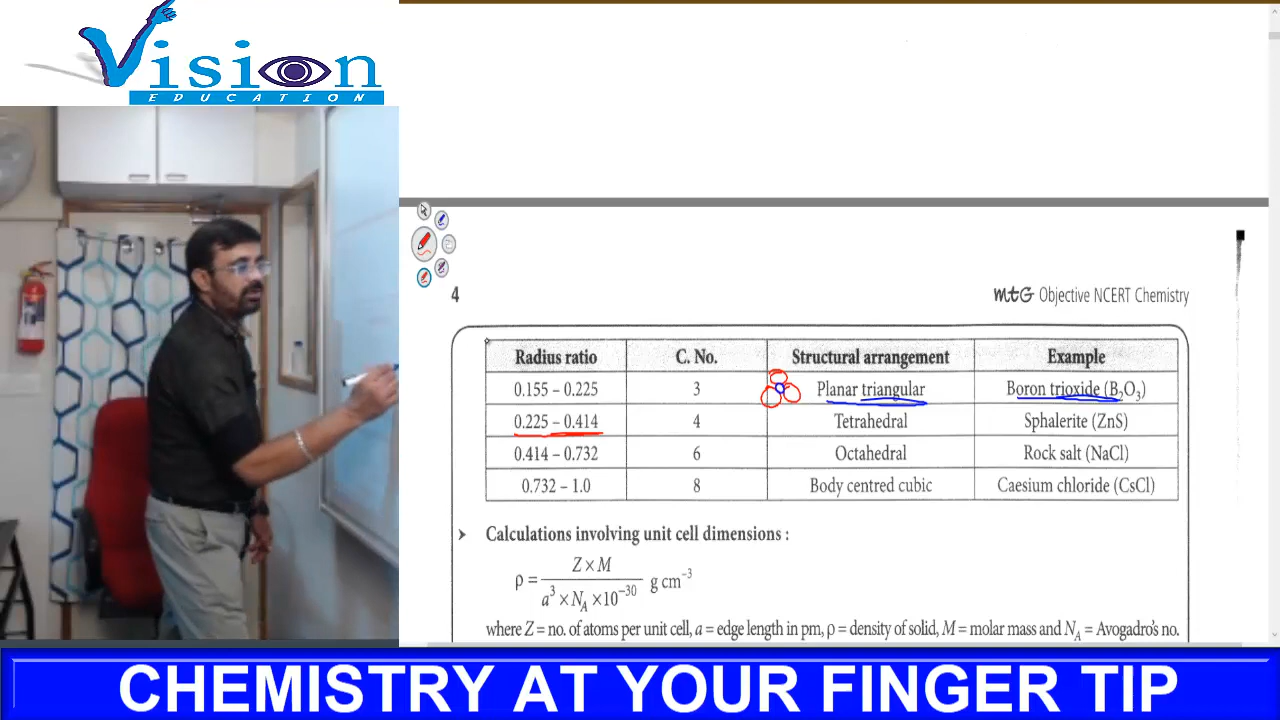 Vision
EDUCATION
4
mtG Objective NCERT Chemistry
Radius ratio C. No. Structural arrangement Example
0.155 – 0.225 3 Planar triangular Boron trioxide (B₂O₃)
0.225 – 0.414 4 Tetrahedral Sphalerite (ZnS)
0.414 – 0.732 6 Octahedral Rock salt (NaCl)
0.732 – 1.0 8 Body centred cubic Caesium chloride (CsCl)
➤ Calculations involving unit cell dimensions :
ρ = Z × M / a³ × N_A × 10⁻³⁰ g cm⁻³
where Z = no. of atoms per unit cell, a = edge length in pm, ρ = density of solid, M = molar mass and N_A = Avogadro's no.
CHEMISTRY AT YOUR FINGER TIP